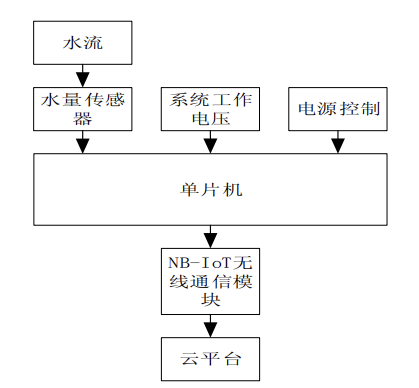 水流
水量传感
器
系统工作
电压
电源控制
单片机
NB-IoT无
线通信模
块
云平台